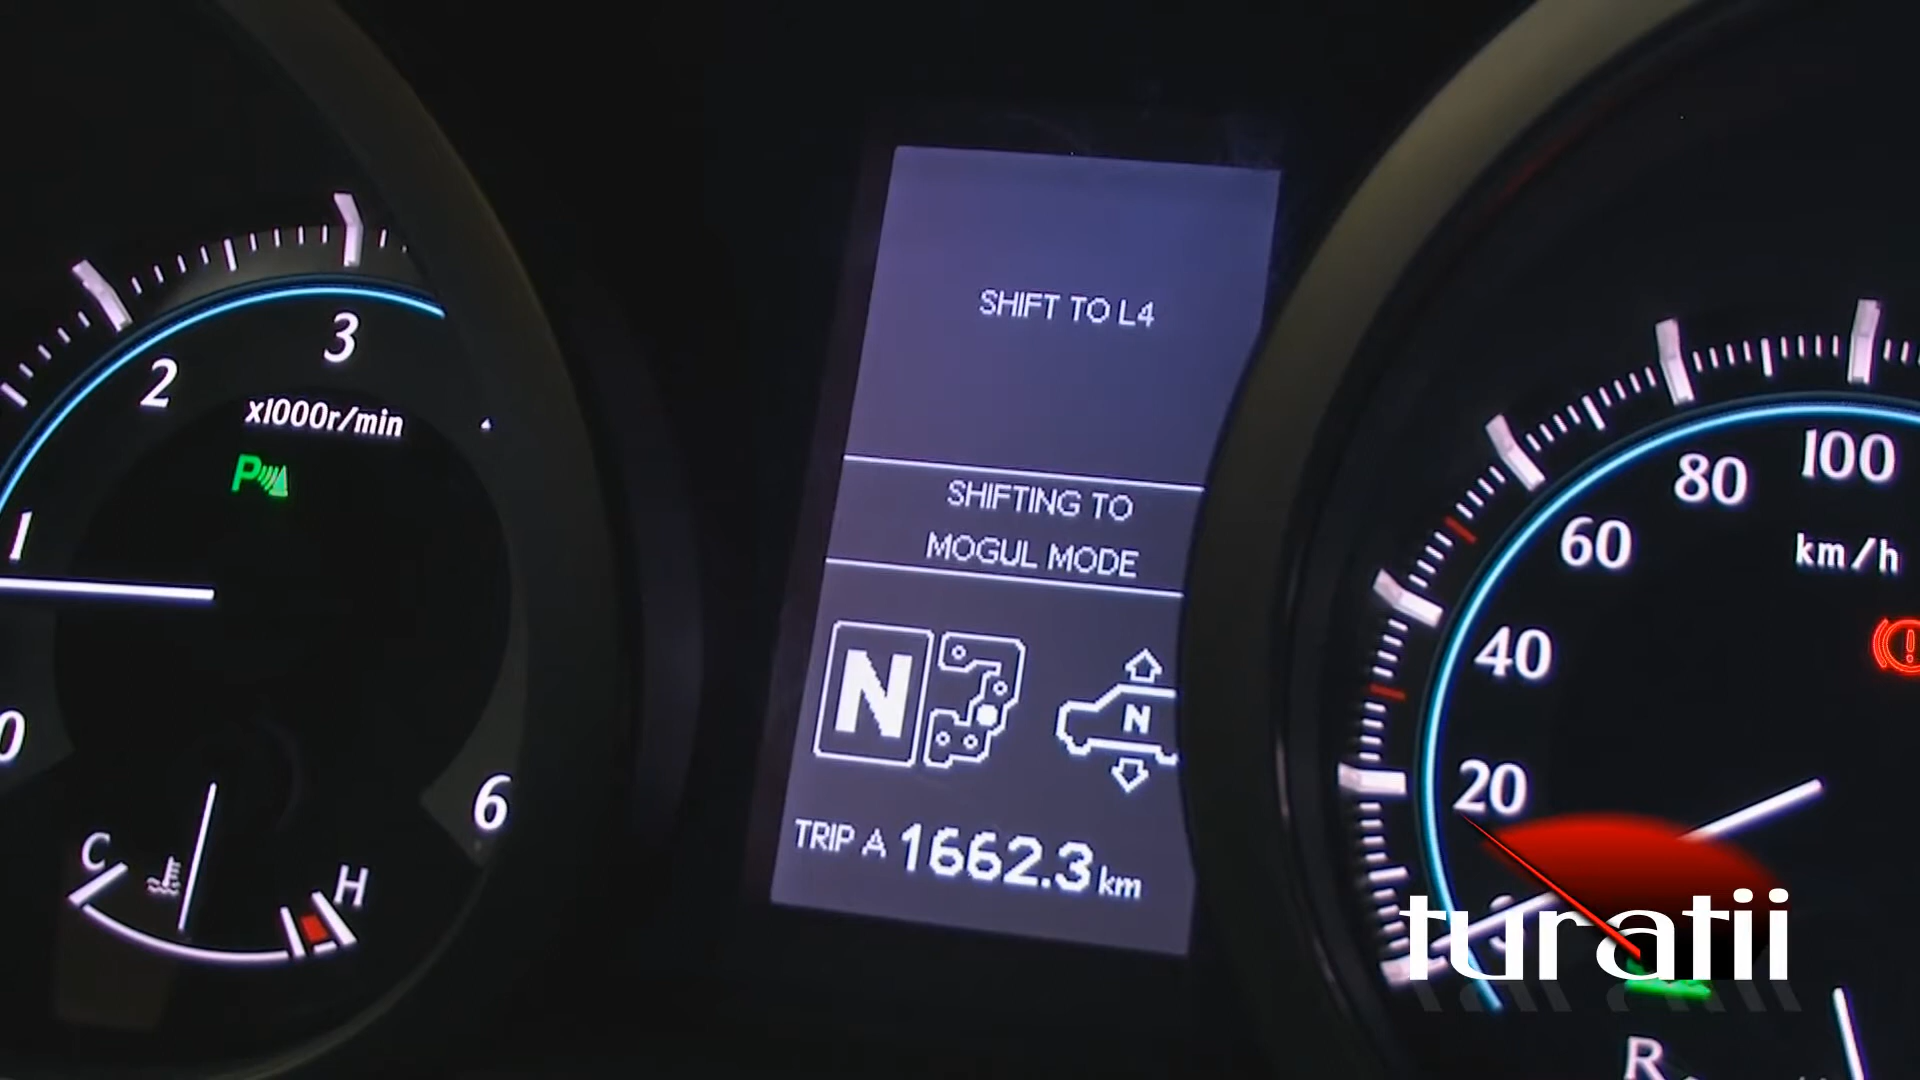 3
2
x1000r/min
P
1
0
6
C
H
SHIFT TO L4
SHIFTING TO
MOGUL MODE
N
N
TRIP A 1662.3 km
100
80
60
km/h
40
20
turatii
R